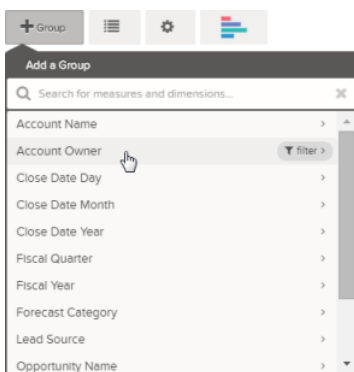 Group
Add a Group
Search for measures and dimensions...
Account Name
Account Owner filter
Close Date Day
Close Date Month
Close Date Year
Fiscal Quarter
Fiscal Year
Forecast Category
Lead Source
Opportunity Name